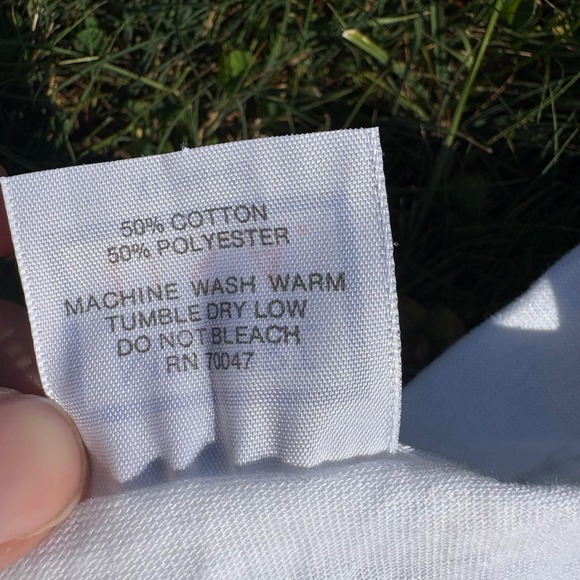 50% COTTON
50% POLYESTER
MACHINE WASH WARM
TUMBLE DRY LOW
DO NOT BLEACH
RN 70047